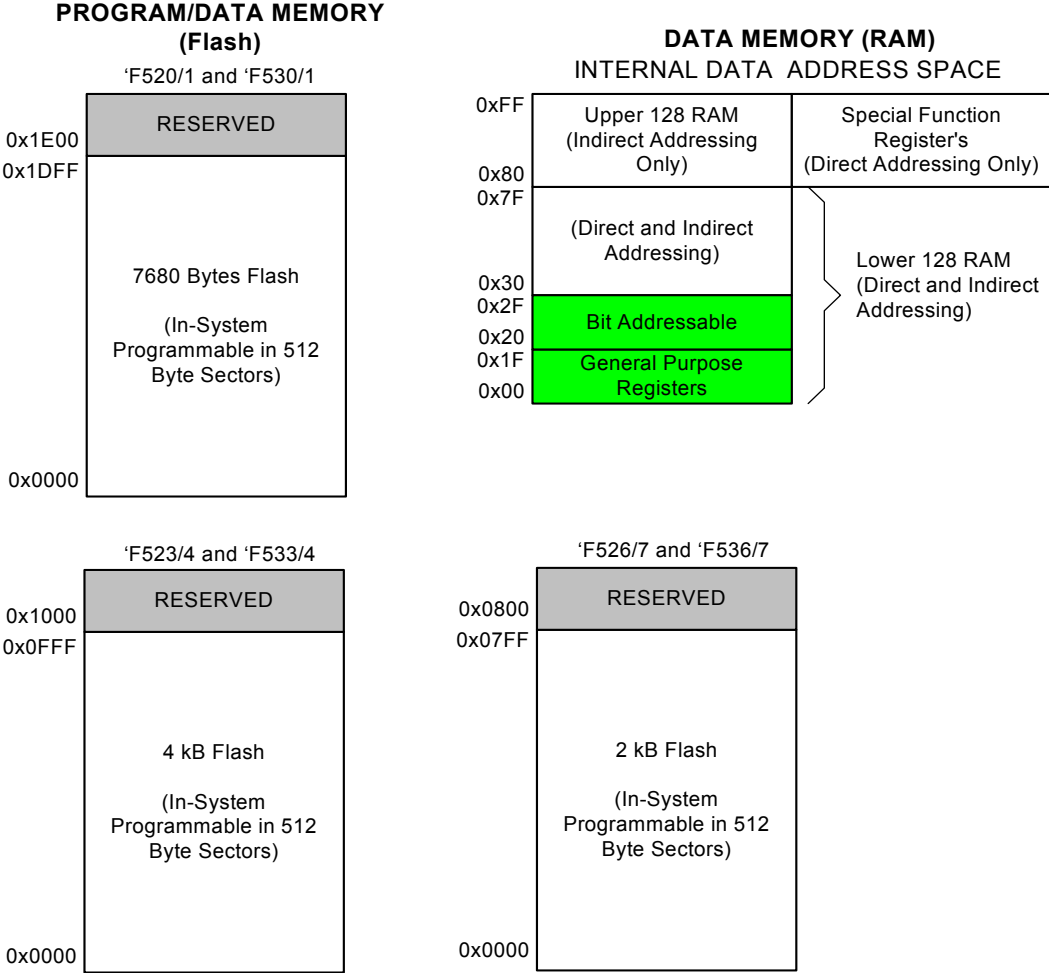 PROGRAM/DATA MEMORY
(Flash)
‘F520/1 and ‘F530/1
RESERVED
0x1E00
0x1DFF
7680 Bytes Flash
(In-System
Programmable in 512
Byte Sectors)
0x0000
DATA MEMORY (RAM)
INTERNAL DATA ADDRESS SPACE
0xFF
Upper 128 RAM
(Indirect Addressing
Only)
0x80
Special Function
Register's
(Direct Addressing Only)
0x7F
(Direct and Indirect
Addressing)
0x30
0x2F
Bit Addressable
0x20
0x1F
General Purpose
Registers
0x00
Lower 128 RAM
(Direct and Indirect
Addressing)
‘F523/4 and ‘F533/4
RESERVED
0x1000
0x0FFF
4 kB Flash
(In-System
Programmable in 512
Byte Sectors)
0x0000
‘F526/7 and ‘F536/7
RESERVED
0x0800
0x07FF
2 kB Flash
(In-System
Programmable in 512
Byte Sectors)
0x0000